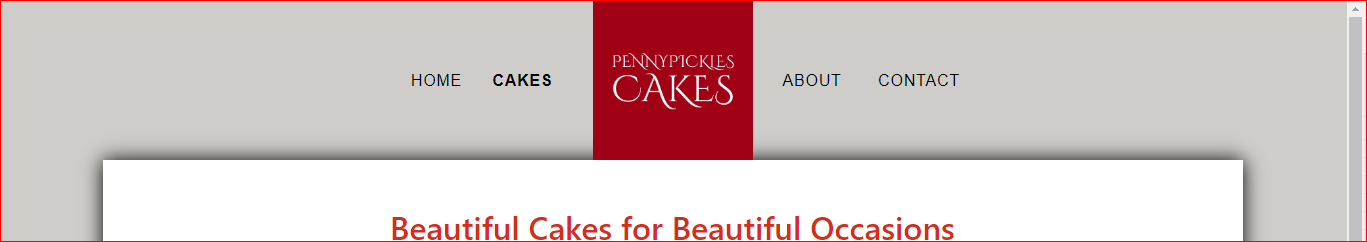 HOME CAKES PENNYPICKLES CAKES ABOUT CONTACT
Beautiful Cakes for Beautiful Occasions